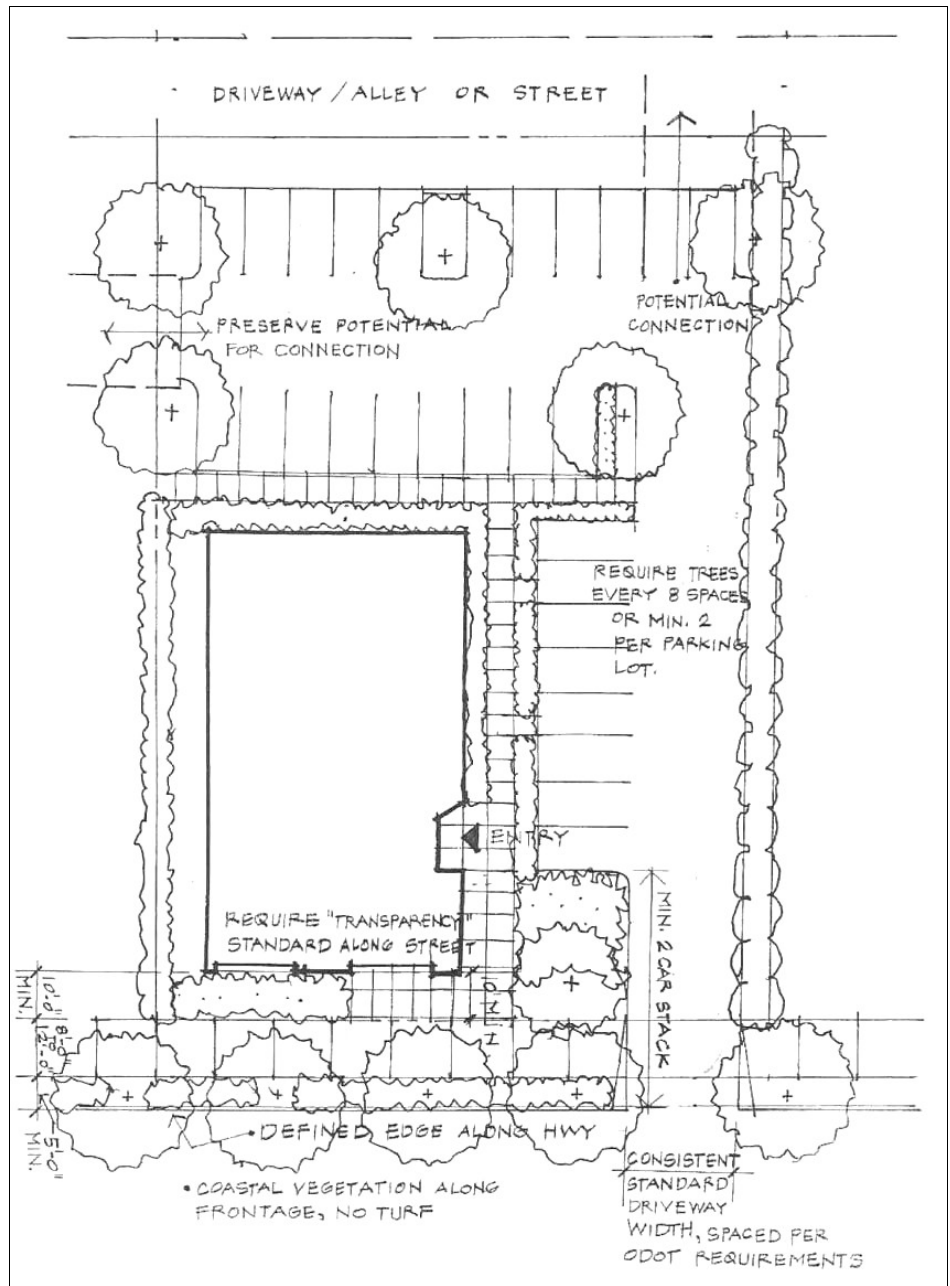 DRIVEWAY / ALLEY OR STREET
POTENTIAL
CONNECTION
PRESERVE POTENTIAL
FOR CONNECTION
REQUIRE TREES
EVERY 8 SPACES
OR MIN. 2
PER PARKING
LOT.
ENTRY
REQUIRE "TRANSPARENCY"
STANDARD ALONG STREET
MIN. 2 CAR STACK
10' MIN.
10'-0"
MIN.
8'-0"
TO
12'-0"
5'-0"
MIN.
• DEFINED EDGE ALONG HWY
• COASTAL VEGETATION ALONG
FRONTAGE, NO TURF
CONSISTENT
STANDARD
DRIVEWAY
WIDTH, SPACED PER
ODOT REQUIREMENTS